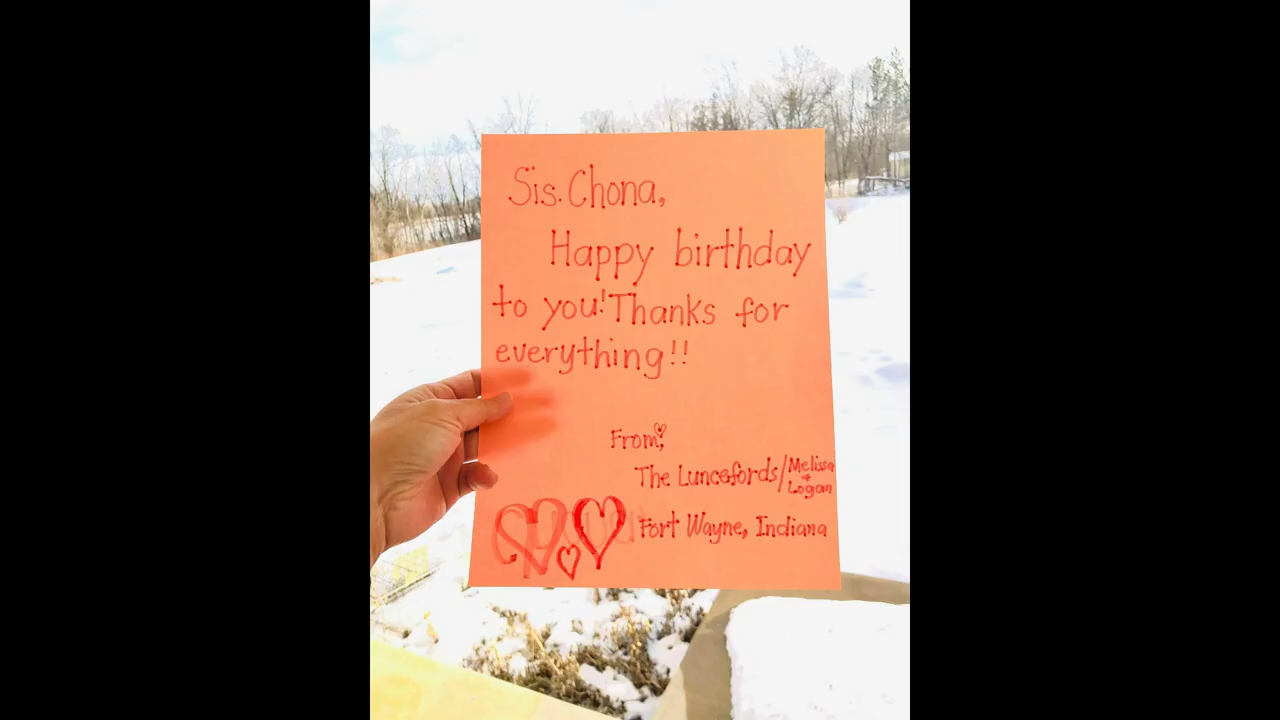 Sis. Chona,
Happy birthday
to you! Thanks for
everything!!
From,
The Luncefords/Melissa
+
Logan
Fort Wayne, Indiana